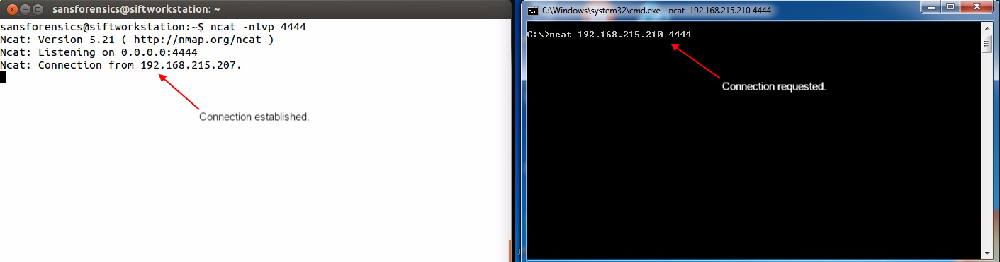 sansforensics@siftworkstation: ~
sansforensics@siftworkstation:~$ ncat -nlvp 4444
Ncat: Version 5.21 ( http://nmap.org/ncat )
Ncat: Listening on 0.0.0.0:4444
Ncat: Connection from 192.168.215.207.
Connection established.
C:\Windows\system32\cmd.exe - ncat 192.168.215.210 4444
C:\>ncat 192.168.215.210 4444
Connection requested.